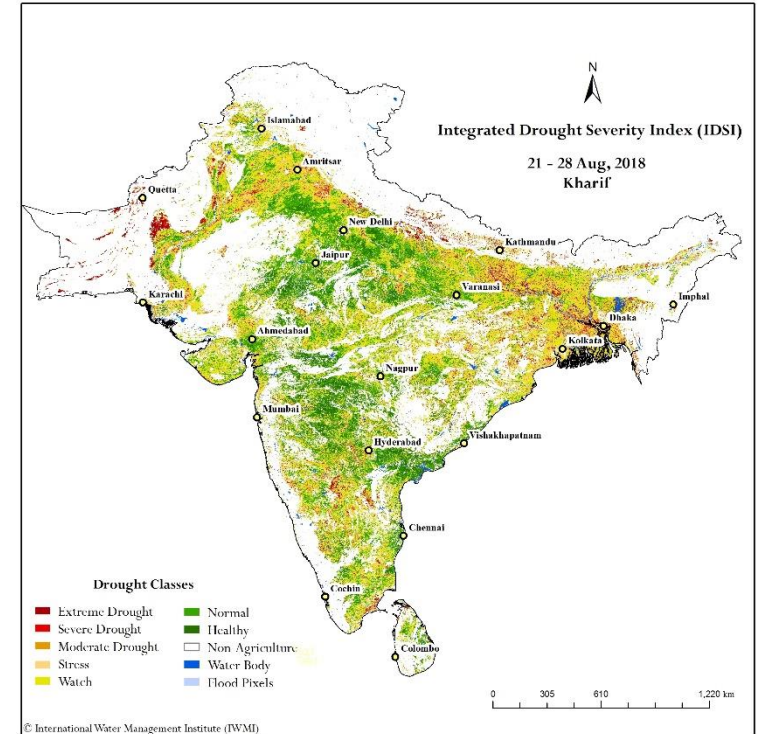 N
Integrated Drought Severity Index (IDSI)
21 - 28 Aug, 2018
Kharif
Islamabad
Amritsar
Quetta
New Delhi
Kathmandu
Jaipur
Varanasi
Imphal
Karachi
Dhaka
Ahmedabad
Kolkata
Nagpur
Mumbai
Vishakhapatnam
Hyderabad
Chennai
Cochin
Colombo
Drought Classes
Extreme Drought
Severe Drought
Moderate Drought
Stress
Watch
Normal
Healthy
Non Agriculture
Water Body
Flood Pixels
0 305 610 1,220 km
© International Water Management Institute (IWMI)